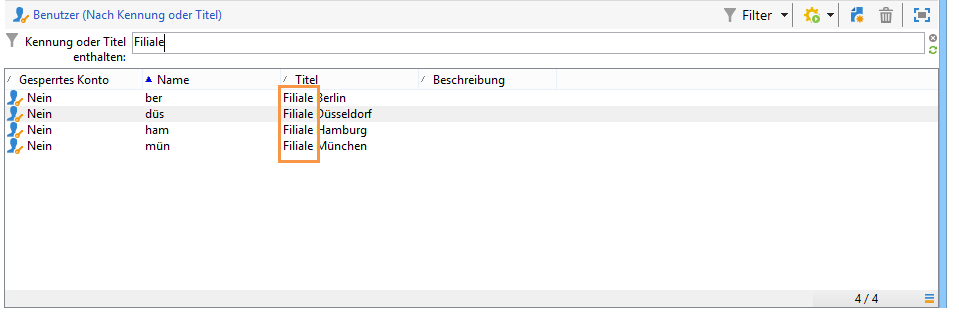 Benutzer (Nach Kennung oder Titel) Filter
Kennung oder Titel enthalten: Filiale
Gesperrtes Konto Name Titel Beschreibung
Nein ber Filiale Berlin
Nein düs Filiale Düsseldorf
Nein ham Filiale Hamburg
Nein mün Filiale München
4 / 4